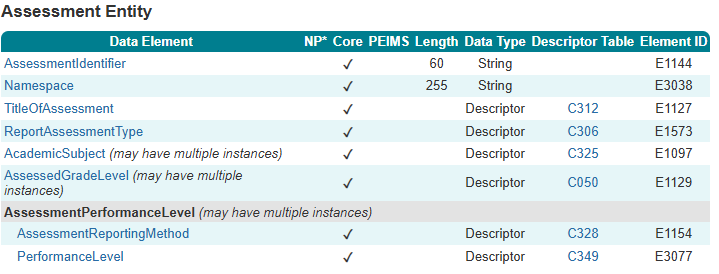 Assessment Entity
Data Element NP* Core PEIMS Length Data Type Descriptor Table Element ID
AssessmentIdentifier ✓ 60 String E1144
Namespace ✓ 255 String E3038
TitleOfAssessment ✓ Descriptor C312 E1127
ReportAssessmentType ✓ Descriptor C306 E1573
AcademicSubject (may have multiple instances) ✓ Descriptor C325 E1097
AssessedGradeLevel (may have multiple
instances) ✓ Descriptor C050 E1129
AssessmentPerformanceLevel (may have multiple instances)
AssessmentReportingMethod ✓ Descriptor C328 E1154
PerformanceLevel ✓ Descriptor C349 E3077